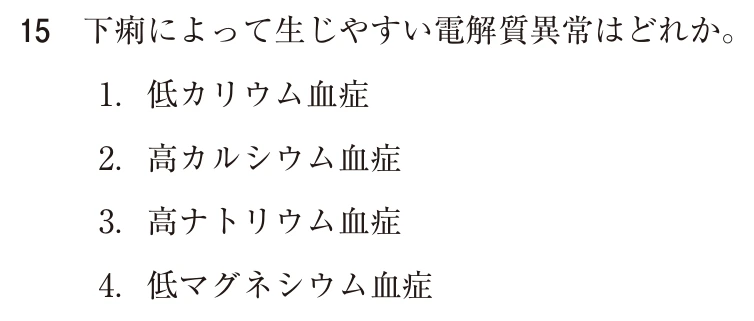 15　下痢によって生じやすい電解質異常はどれか。
1.　低カリウム血症
2.　高カルシウム血症
3.　高ナトリウム血症
4.　低マグネシウム血症